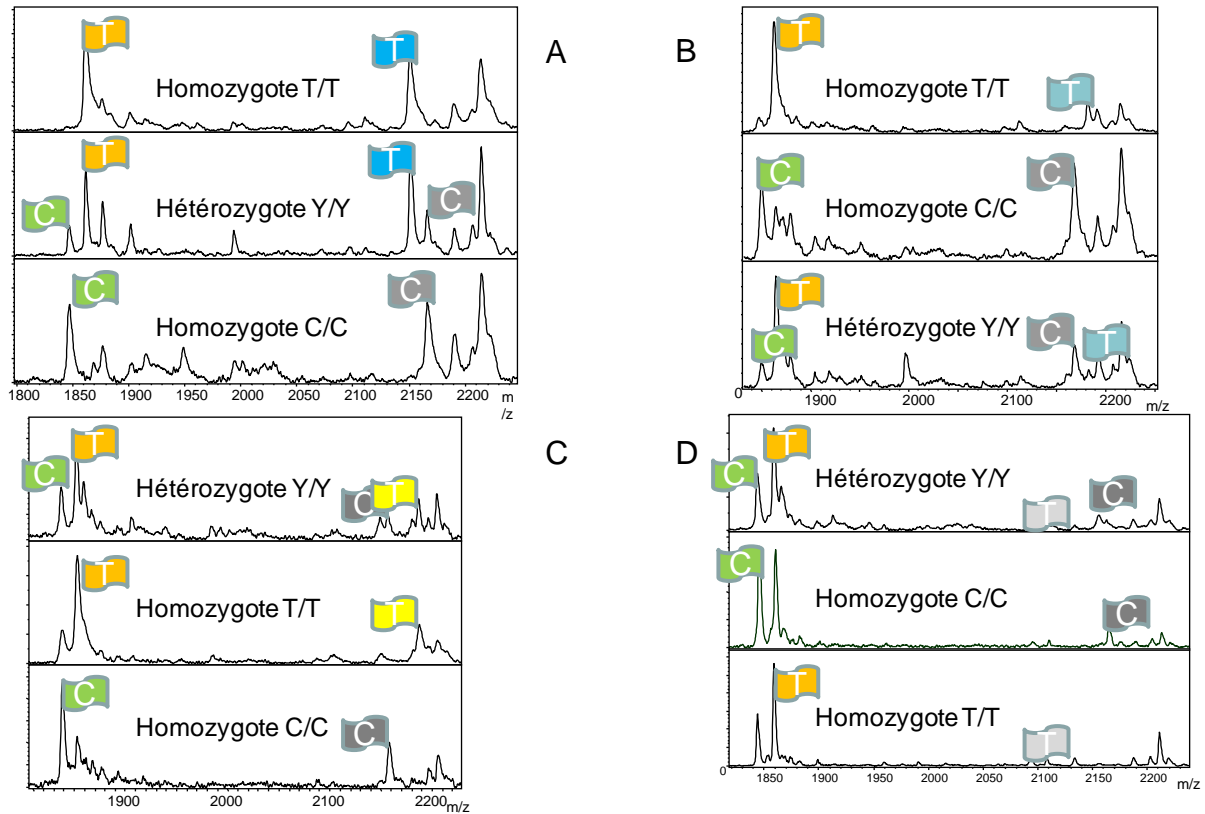 A
T
T
Homozygote T/T
T
T
C
C
Hétérozygote Y/Y
C
C
Homozygote C/C
1800 1850 1900 1950 2000 2050 2100 2150 2200 m
/z
B
T
T
Homozygote T/T
C
C
Homozygote C/C
T
C
C
T
Hétérozygote Y/Y
0 1900 2000 2100 2200 m/z
C
T
C
C
T
Hétérozygote Y/Y
T
T
Homozygote T/T
C
C
Homozygote C/C
1900 2000 2100 2200 m/z
D
T
C
C
T
Hétérozygote Y/Y
C
C
Homozygote C/C
T
T
Homozygote T/T
0 1850 1900 1960 2000 2050 2100 2150 2200 m/z